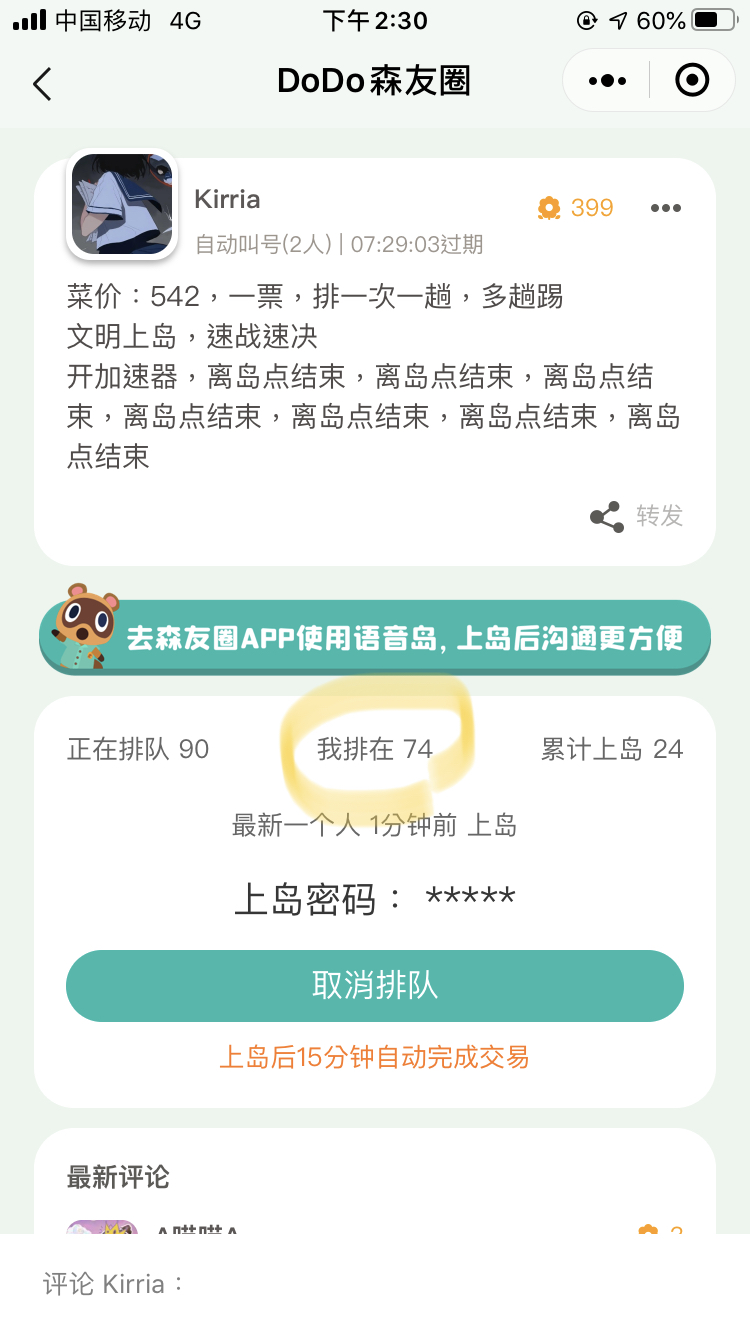 中国移动 4G 下午2:30 60%
DoDo森友圈
Kirria
399
自动叫号(2人) | 07:29:03过期
菜价：542，一票，排一次一趟，多趟踢
文明上岛，速战速决
开加速器，离岛点结束，离岛点结束，离岛点结
束，离岛点结束，离岛点结束，离岛点结束，离岛
点结束
转发
去森友圈APP使用语音岛, 上岛后沟通更方便
正在排队 90
我排在 74
累计上岛 24
最新一个人 1分钟前 上岛
上岛密码： *****
取消排队
上岛后15分钟自动完成交易
最新评论
A喵喵A
评论 Kirria：